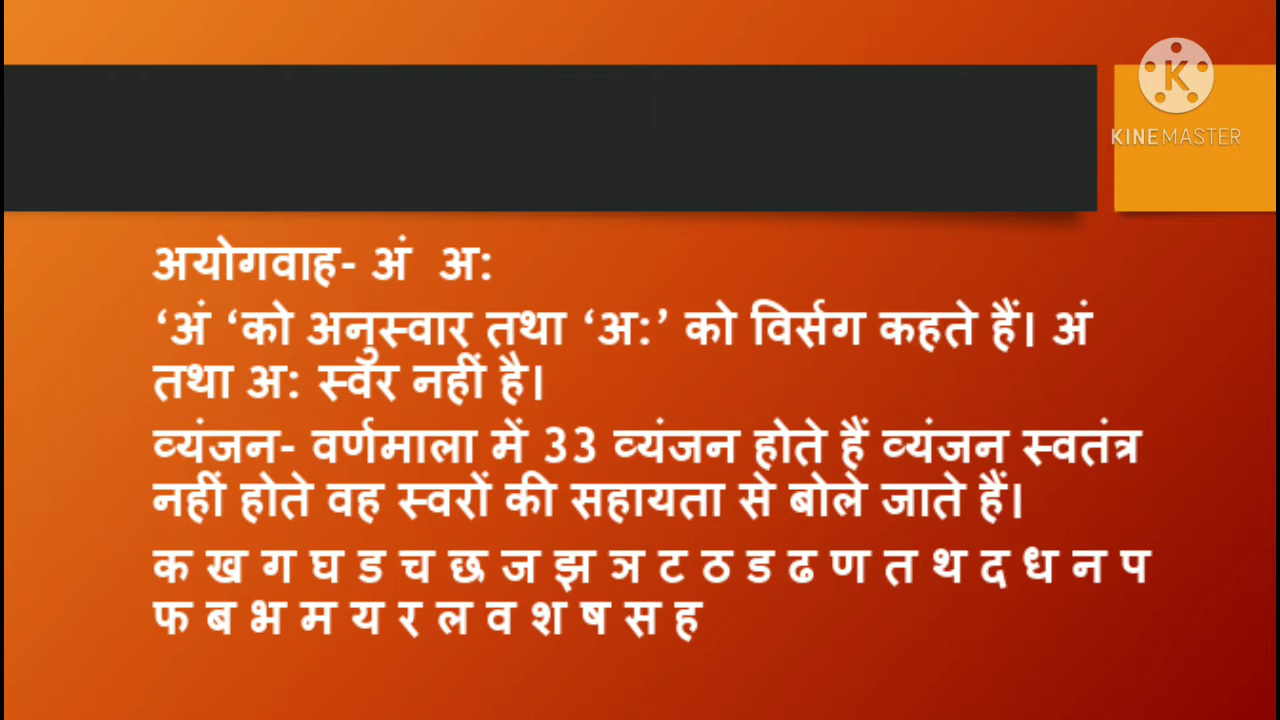 KINEMASTER
अयोगवाह- अं अ:
‘अं ‘को अनुस्वार तथा ‘अ:’ को विर्सग कहते हैं। अं
तथा अ: स्वर नहीं है।
व्यंजन- वर्णमाला में 33 व्यंजन होते हैं व्यंजन स्वतंत्र
नहीं होते वह स्वरों की सहायता से बोले जाते हैं।
क ख ग घ ड च छ ज झ ञ ट ठ ड ढ ण त थ द ध न प
फ ब भ म य र ल व श ष स ह